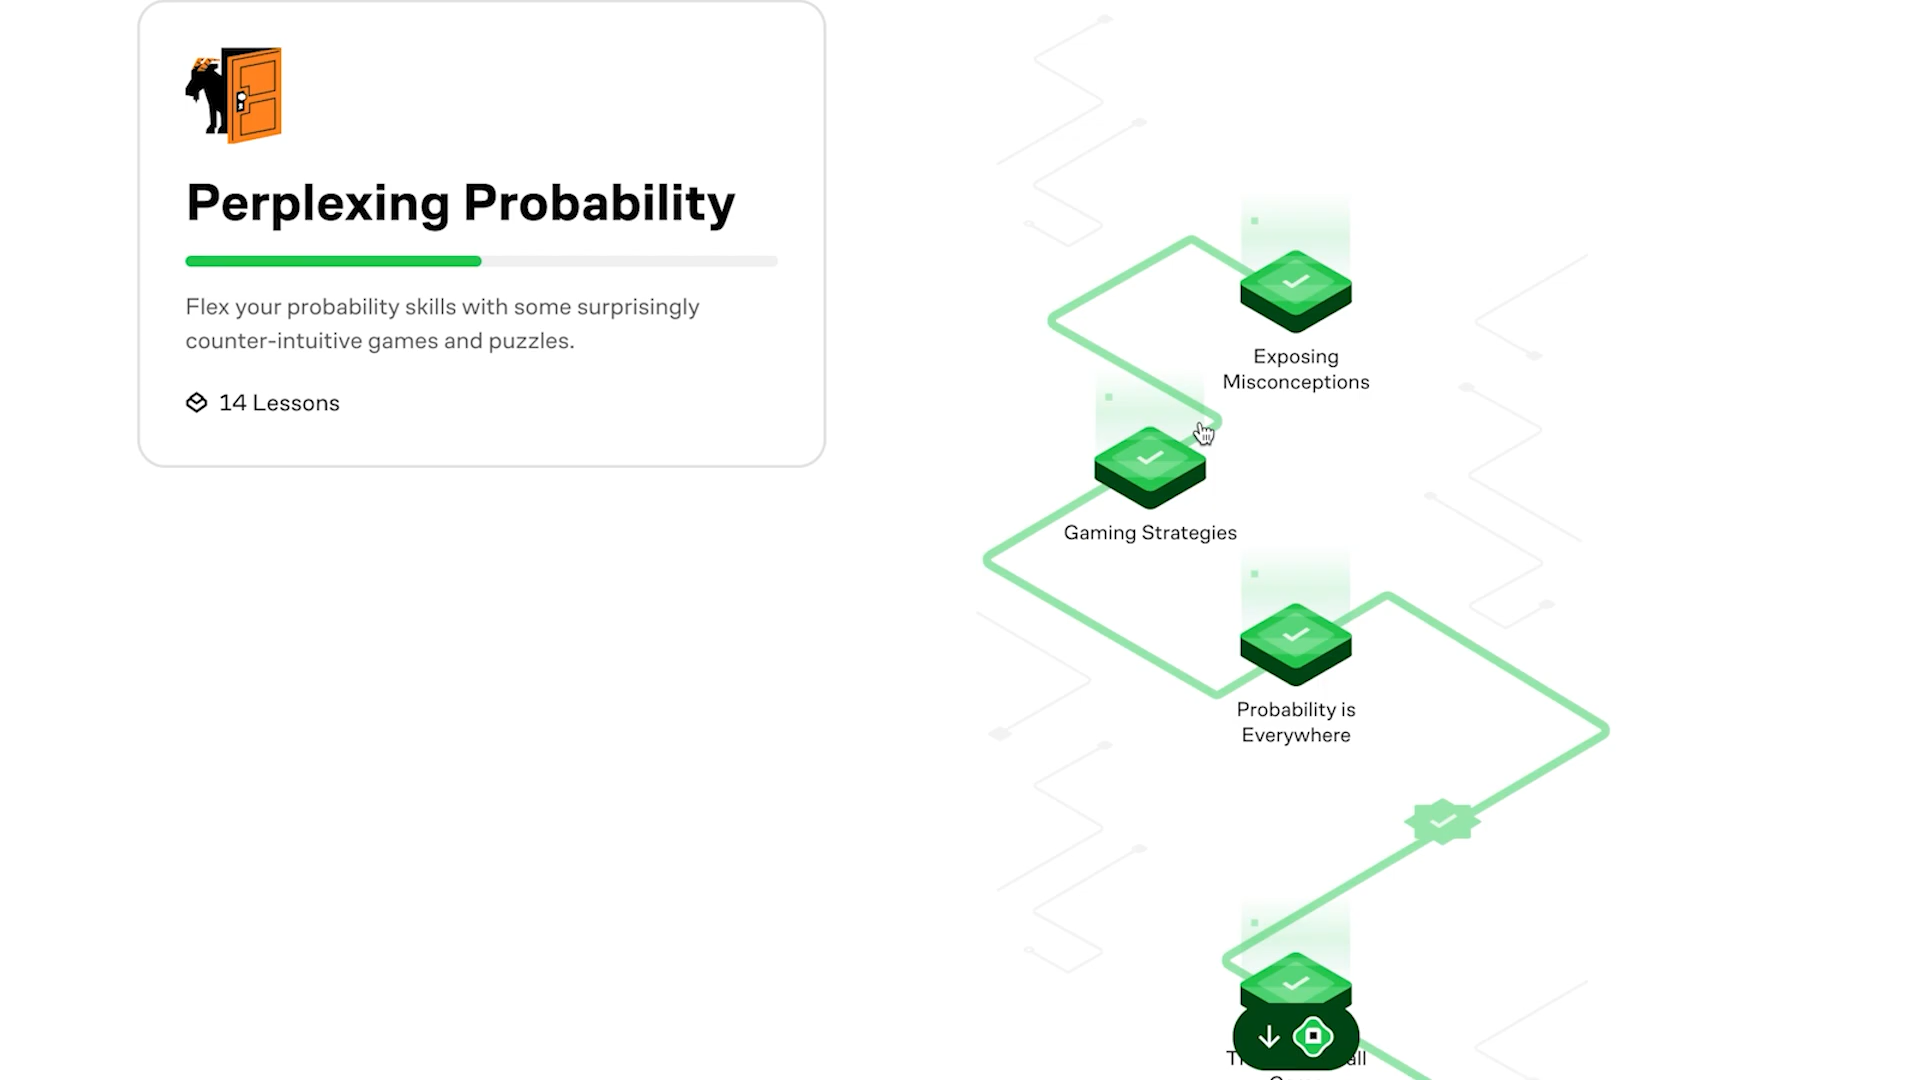 Perplexing Probability
Flex your probability skills with some surprisingly
counter-intuitive games and puzzles.
14 Lessons
Exposing
Misconceptions
Gaming Strategies
Probability is
Everywhere